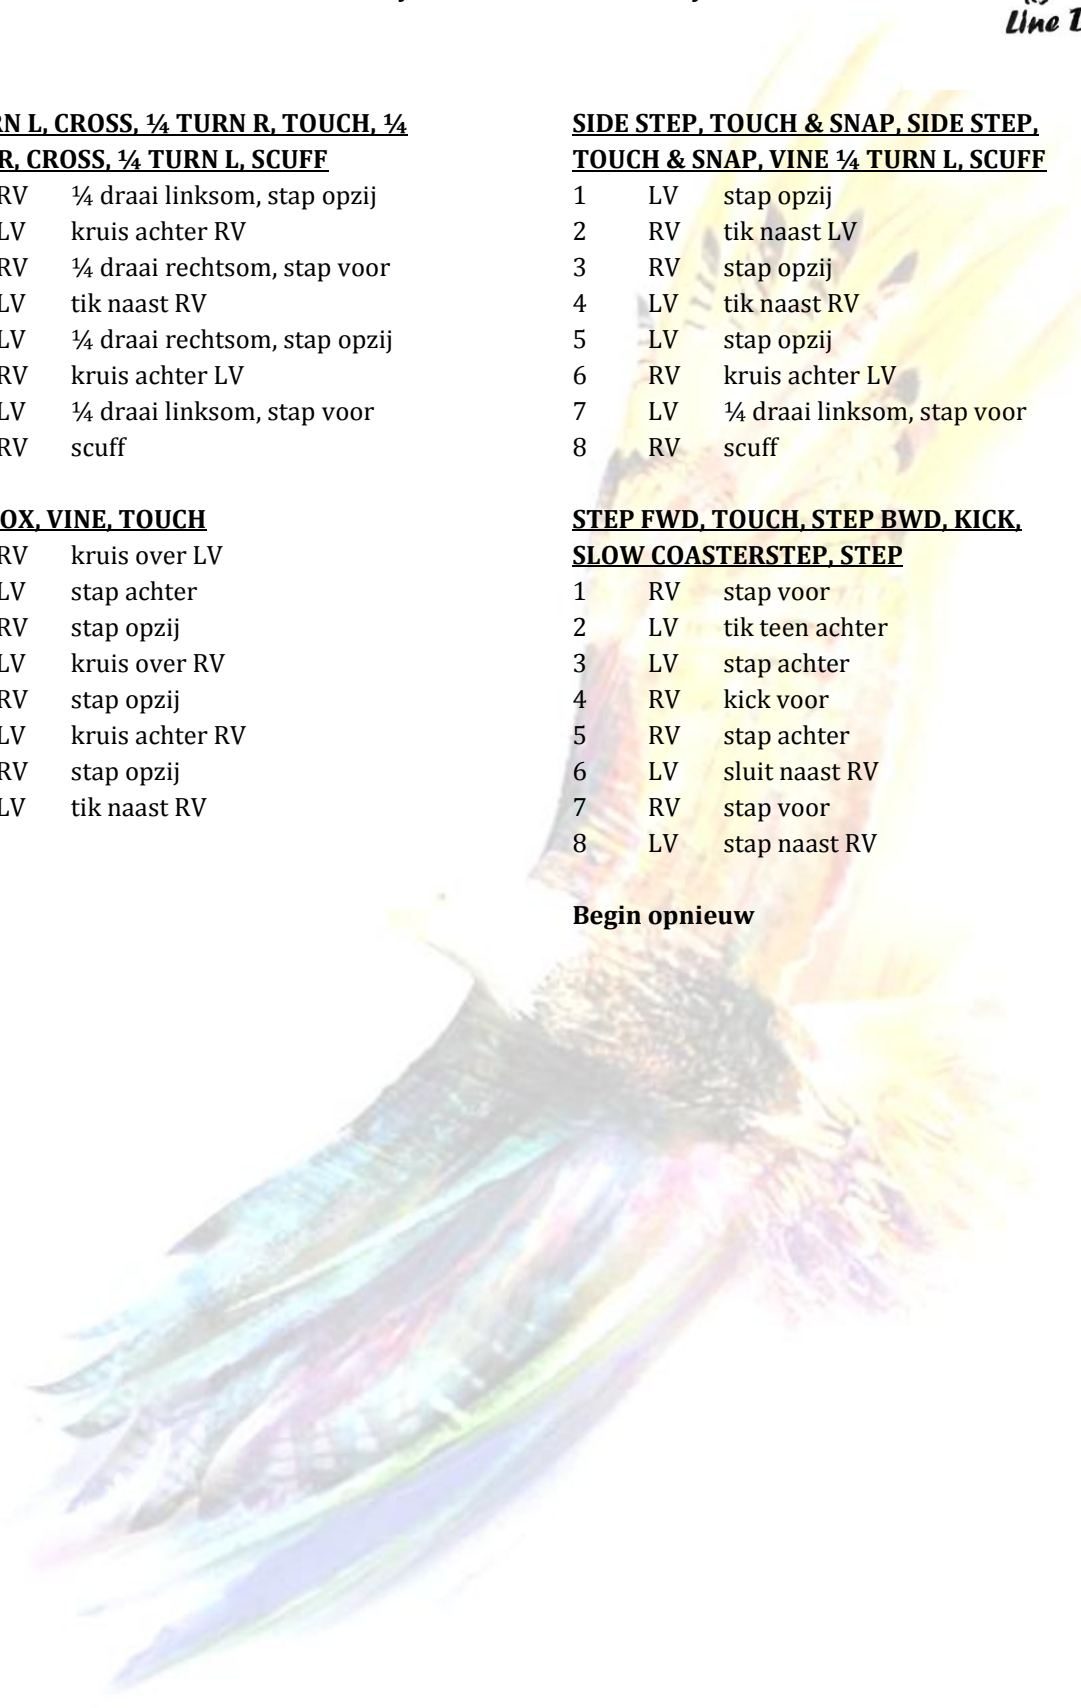 Line
RN L, CROSS, ¼ TURN R, TOUCH, ¼
R, CROSS, ¼ TURN L, SCUFF
RV ¼ draai linksom, stap opzij
LV kruis achter RV
RV ¼ draai rechtsom, stap voor
LV tik naast RV
LV ¼ draai rechtsom, stap opzij
RV kruis achter LV
LV ¼ draai linksom, stap voor
RV scuff
OX, VINE, TOUCH
RV kruis over LV
LV stap achter
RV stap opzij
LV kruis over RV
RV stap opzij
LV kruis achter RV
RV stap opzij
LV tik naast RV
SIDE STEP, TOUCH & SNAP, SIDE STEP,
TOUCH & SNAP, VINE ¼ TURN L, SCUFF
1 LV stap opzij
2 RV tik naast LV
3 RV stap opzij
4 LV tik naast RV
5 LV stap opzij
6 RV kruis achter LV
7 LV ¼ draai linksom, stap voor
8 RV scuff
STEP FWD, TOUCH, STEP BWD, KICK,
SLOW COASTERSTEP, STEP
1 RV stap voor
2 LV tik teen achter
3 LV stap achter
4 RV kick voor
5 RV stap achter
6 LV sluit naast RV
7 RV stap voor
8 LV stap naast RV
Begin opnieuw